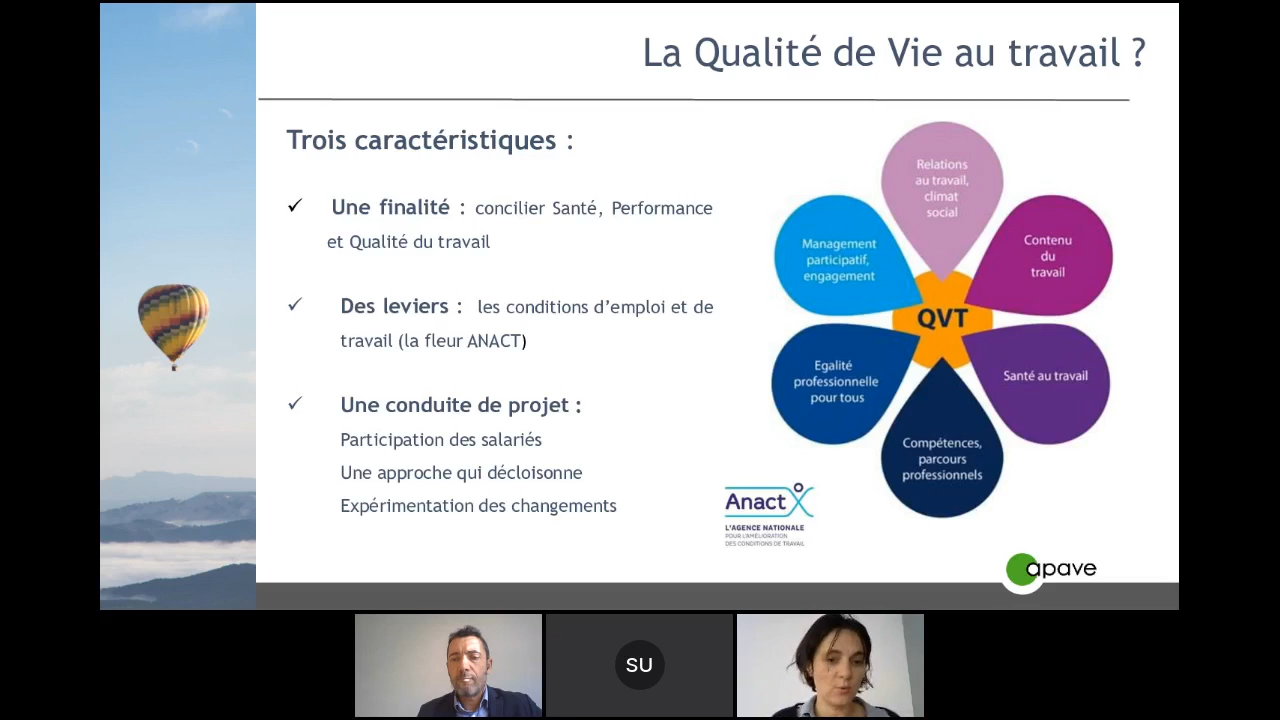 La Qualité de Vie au travail ?
Trois caractéristiques :
✓ Une finalité : concilier Santé, Performance
et Qualité du travail
✓ Des leviers : les conditions d’emploi et de
travail (la fleur ANACT)
✓ Une conduite de projet :
Participation des salariés
Une approche qui décloisonne
Expérimentation des changements
Relations
au travail,
climat
social
Management
participatif,
engagement
Contenu
du
travail
QVT
Egalité
professionnelle
pour tous
Santé au travail
Compétences,
parcours
professionnels
Anact
L'AGENCE NATIONALE
POUR L'AMÉLIORATION
DES CONDITIONS DE TRAVAIL
apave
SU